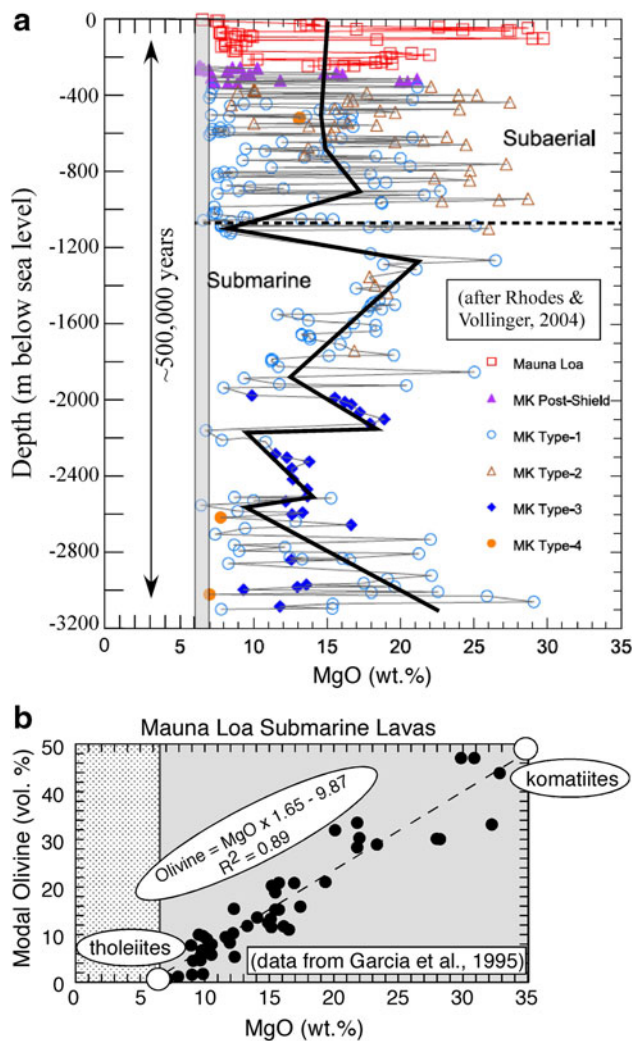 a
0
-400
-800
-1200
-1600
-2000
-2400
-2800
-3200
Depth (m below sea level)
~500,000 years
Subaerial
Submarine
(after Rhodes &
Vollinger, 2004)
Mauna Loa
MK Post-Shield
MK Type-1
MK Type-2
MK Type-3
MK Type-4
0 5 10 15 20 25 30 35
MgO (wt.%)
b
Mauna Loa Submarine Lavas
50
40
30
20
10
0
Modal Olivine (vol. %)
Olivine = MgO x 1.65 - 9.87
R² = 0.89
komatiites
tholeiites
(data from Garcia et al., 1995)
0 5 10 15 20 25 30 35
MgO (wt.%)